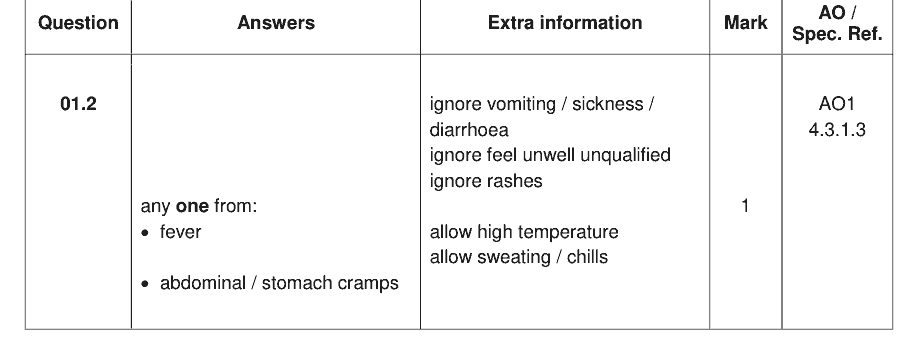 Question Answers Extra information Mark AO /
Spec. Ref.
01.2 ignore vomiting / sickness / AO1
diarrhoea 4.3.1.3
ignore feel unwell unqualified
ignore rashes
any one from: 1
• fever allow high temperature
allow sweating / chills
• abdominal / stomach cramps